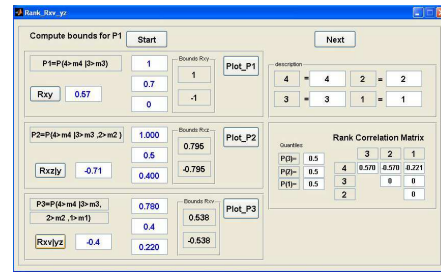 Rank_Rxv_yz
Compute bounds for P1 Start Next
P1=P(4>m4 |3>m3) 1 Bounds Rxy Plot_P1
0.7 1
Rxy 0.57 0 -1
description
4 = 4 2 = 2
3 = 3 1 = 1
P2=P(4>m4 |3>m3 ,2>m2 ) 1.000 Bounds Rxz Plot_P2
0.5 0.795
Rxz|y -0.71 0.400 -0.795
Quantiles Rank Correlation Matrix
3 2 1
P(3)= 0.5 4 0.570 -0.570 -0.221
P(2)= 0.5 3 0 0
P(1)= 0.5 2 0
P3=P(4>m4 |3>m3, 0.780 Bounds Rxv Plot_P3
2>m2 ,1>m1) 0.4 0.538
Rxv|yz -0.4 0.220 -0.538